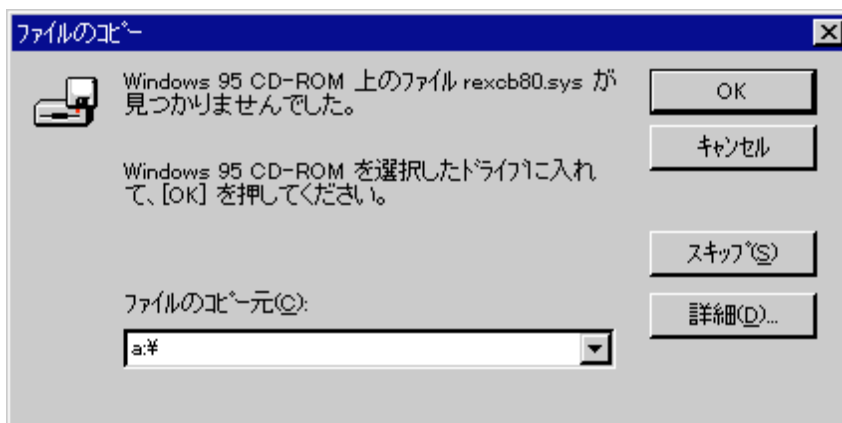 ファイルのコピー
Windows 95 CD-ROM 上のファイル rexcb80.sys が
見つかりませんでした。
Windows 95 CD-ROM を選択したドライブに入れ
て、[OK] を押してください。
ファイルのコピー元(C):
a:¥
OK
キャンセル
スキップ(S)
詳細(D)...